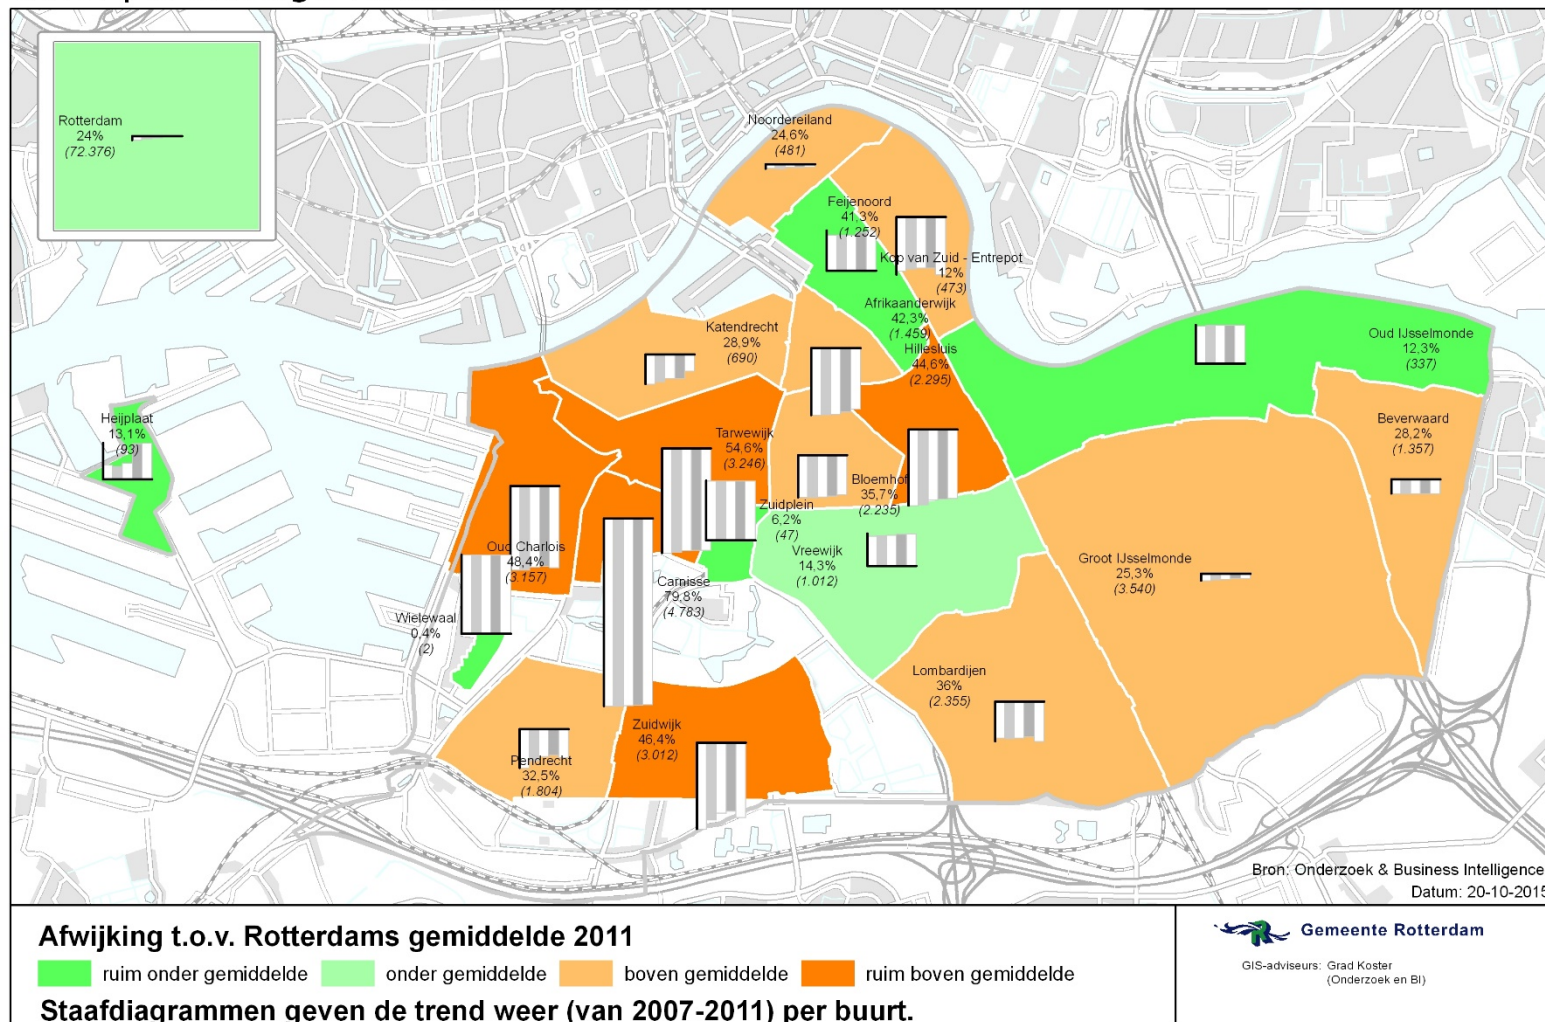 Rotterdam
24%
(72.376)
Noordereiland
24,6%
(481)
Feijenoord
41,3%
(1.252)
Kop van Zuid - Entrepot
12%
(473)
Afrikaanderwijk
42,3%
(1.459)
Hillesluis
44,6%
(2.295)
Katendrecht
28,9%
(690)
Oud IJsselmonde
12,3%
(337)
Heijplaat
13,1%
(93)
Beverwaard
28,2%
(1.357)
Tarwewijk
54,6%
(3.246)
Bloemhof
35,7%
(2.235)
Zuidplein
6,2%
(47)
Vreewijk
14,3%
(1.012)
Oud Charlois
48,4%
(3.157)
Groot IJsselmonde
25,3%
(3.540)
Carnisse
79,8%
(4.783)
Wielewaal
0,4%
(2)
Lombardijen
36%
(2.355)
Zuidwijk
46,4%
(3.012)
Pendrecht
32,5%
(1.804)
Bron: Onderzoek & Business Intelligence
Datum: 20-10-2015
Afwijking t.o.v. Rotterdams gemiddelde 2011
ruim onder gemiddelde onder gemiddelde boven gemiddelde ruim boven gemiddelde
Staafdiagrammen geven de trend weer (van 2007-2011) per buurt.
Gemeente Rotterdam
GIS-adviseurs: Grad Koster
(Onderzoek en BI)